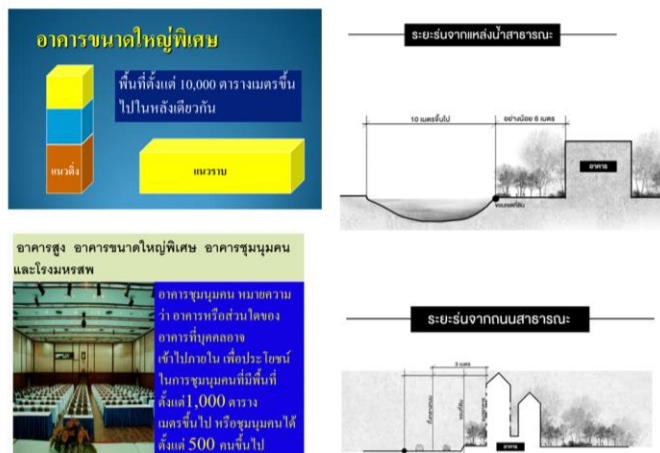 อาคารขนาดใหญ่พิเศษ
พื้นที่ตั้งแต่ 10,000 ตารางเมตรขึ้น
ไปในหลังเดียวกัน
แนวดิ่ง
แนวราบ
อาคารสูง อาคารขนาดใหญ่พิเศษ อาคารชุมนุมคน
และโรงมหรสพ
อาคารชุมนุมคน หมายความ
ว่า อาคารหรือส่วนใดของ
อาคารที่บุคคลอาจ
เข้าไปภายใน เพื่อประโยชน์
ในการชุมนุมคนที่มีพื้นที่
ตั้งแต่1,000 ตาราง
เมตรขึ้นไป หรือชุมนุมคนได้
ตั้งแต่ 500 คนขึ้นไป
ระยะร่นจากแหล่งน้ำสาธารณะ
10 เมตรขึ้นไป
อย่างน้อย 6 เมตร
อาคาร
ระยะร่นจากถนนสาธารณะ
3 เมตร
อาคาร